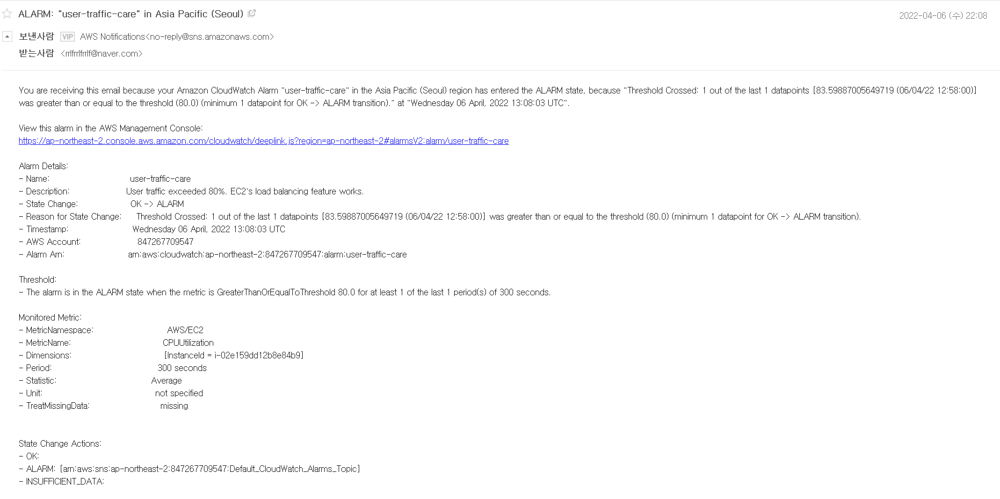 ALARM: "user-traffic-care" in Asia Pacific (Seoul)
2022-04-06 (수) 22:08
보낸사람 VIP AWS Notifications<no-reply@sns.amazonaws.com>
받는사람 <rrlfrrlfrrlf@naver.com>
You are receiving this email because your Amazon CloudWatch Alarm "user-traffic-care" in the Asia Pacific (Seoul) region has entered the ALARM state, because "Threshold Crossed: 1 out of the last 1 datapoints [83.59887005649719 (06/04/22 12:58:00)]
was greater than or equal to the threshold (80.0) (minimum 1 datapoint for OK -> ALARM transition)." at "Wednesday 06 April, 2022 13:08:03 UTC".
View this alarm in the AWS Management Console:
https://ap-northeast-2.console.aws.amazon.com/cloudwatch/deeplink.js?region=ap-northeast-2#alarmsV2:alarm/user-traffic-care
Alarm Details:
- Name: user-traffic-care
- Description: User traffic exceeded 80%. EC2's load balancing feature works.
- State Change: OK -> ALARM
- Reason for State Change: Threshold Crossed: 1 out of the last 1 datapoints [83.59887005649719 (06/04/22 12:58:00)] was greater than or equal to the threshold (80.0) (minimum 1 datapoint for OK -> ALARM transition).
- Timestamp: Wednesday 06 April, 2022 13:08:03 UTC
- AWS Account: 847267709547
- Alarm Arn: arn:aws:cloudwatch:ap-northeast-2:847267709547:alarm:user-traffic-care
Threshold:
- The alarm is in the ALARM state when the metric is GreaterThanOrEqualToThreshold 80.0 for at least 1 of the last 1 period(s) of 300 seconds.
Monitored Metric:
- MetricNamespace: AWS/EC2
- MetricName: CPUUtilization
- Dimensions: [InstanceId = i-02e159dd12b8e84b9]
- Period: 300 seconds
- Statistic: Average
- Unit: not specified
- TreatMissingData: missing
State Change Actions:
- OK:
- ALARM: [arn:aws:sns:ap-northeast-2:847267709547:Default_CloudWatch_Alarms_Topic]
- INSUFFICIENT_DATA: